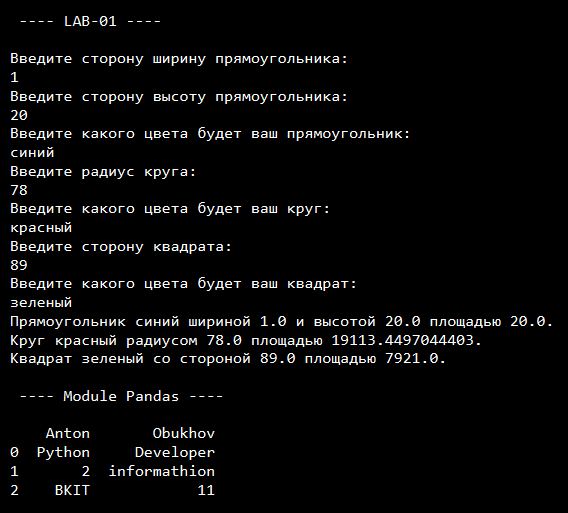 ---- LAB-01 ----
Введите сторону ширину прямоугольника:
1
Введите сторону высоту прямоугольника:
20
Введите какого цвета будет ваш прямоугольник:
синий
Введите радиус круга:
78
Введите какого цвета будет ваш круг:
красный
Введите сторону квадрата:
89
Введите какого цвета будет ваш квадрат:
зеленый
Прямоугольник синий шириной 1.0 и высотой 20.0 площадью 20.0.
Круг красный радиусом 78.0 площадью 19113.4497044403.
Квадрат зеленый со стороной 89.0 площадью 7921.0.
---- Module Pandas ----
Anton Obukhov
0 Python Developer
1 2 informathion
2 BKIT 11